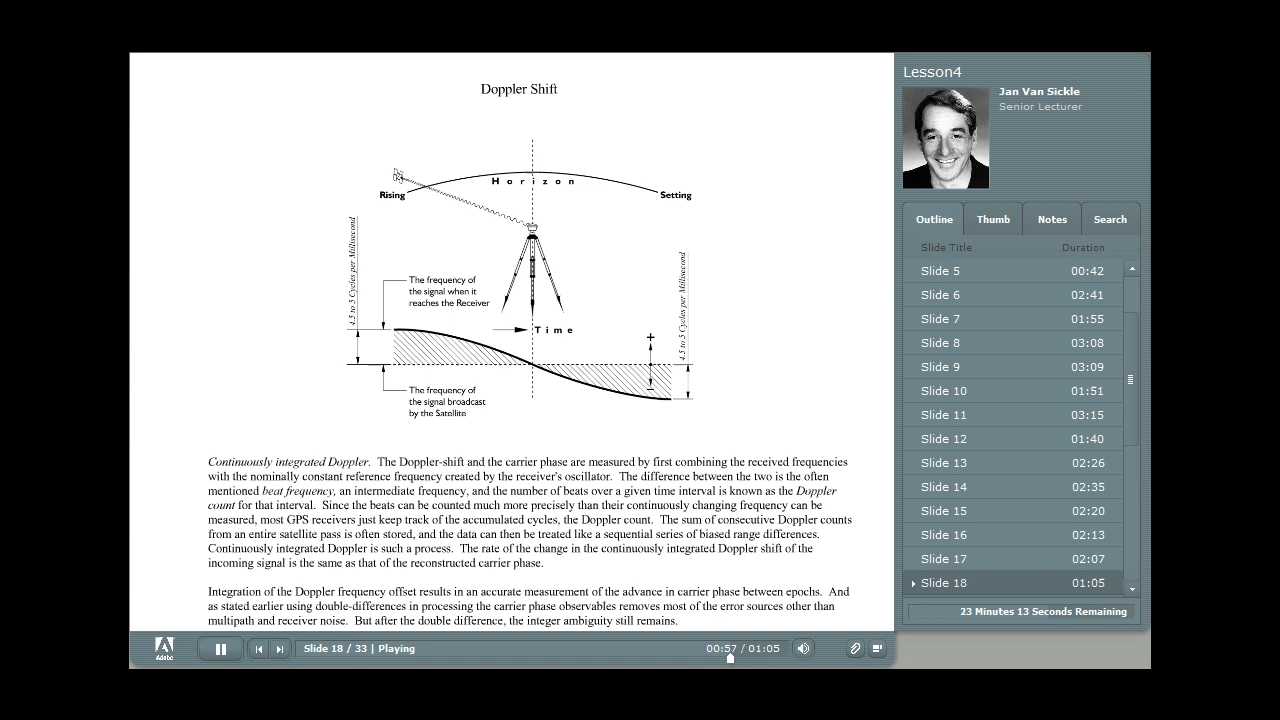 Doppler Shift
Horizon
Rising
Setting
4.5 to 5 Cycles per Millisecond
4.5 to 5 Cycles per Millisecond
The frequency of
the signal when it
reaches the Receiver
Time
+
−
The frequency of
the signal broadcast
by the Satellite
Continuously integrated Doppler. The Doppler-shift and the carrier phase are measured by first combining the received frequencies
with the nominally constant reference frequency created by the receiver's oscillator. The difference between the two is the often
mentioned beat frequency, an intermediate frequency, and the number of beats over a given time interval is known as the Doppler
count for that interval. Since the beats can be counted much more precisely than their continuously changing frequency can be
measured, most GPS receivers just keep track of the accumulated cycles, the Doppler count. The sum of consecutive Doppler counts
from an entire satellite pass is often stored, and the data can then be treated like a sequential series of biased range differences.
Continuously integrated Doppler is such a process. The rate of the change in the continuously integrated Doppler shift of the
incoming signal is the same as that of the reconstructed carrier phase.
Integration of the Doppler frequency offset results in an accurate measurement of the advance in carrier phase between epochs. And
as stated earlier using double-differences in processing the carrier phase observables removes most of the error sources other than
multipath and receiver noise. But after the double difference, the integer ambiguity still remains.
Adobe
Slide 18 / 33 | Playing
00:57 / 01:05
Lesson4
Jan Van Sickle
Senior Lecturer
Outline Thumb Notes Search
Slide Title Duration
Slide 5 00:42
Slide 6 02:41
Slide 7 01:55
Slide 8 03:08
Slide 9 03:09
Slide 10 01:51
Slide 11 03:15
Slide 12 01:40
Slide 13 02:26
Slide 14 02:35
Slide 15 02:20
Slide 16 02:13
Slide 17 02:07
Slide 18 01:05
23 Minutes 13 Seconds Remaining